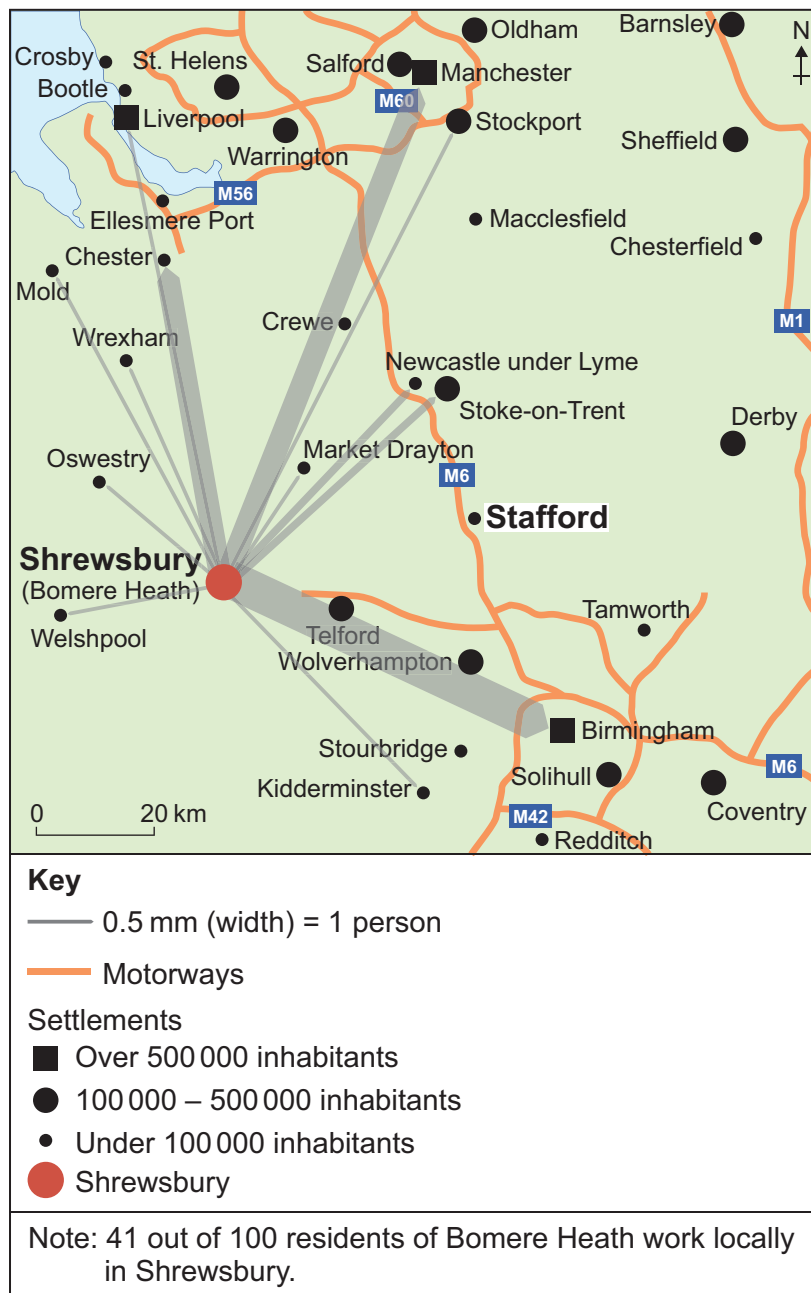 Oldham
Barnsley
N
Crosby
St. Helens
Salford
Manchester
Bootle
M60
Liverpool
Stockport
Sheffield
Warrington
M56
Ellesmere Port
Macclesfield
Chesterfield
Chester
Mold
M1
Crewe
Wrexham
Newcastle under Lyme
Stoke-on-Trent
Derby
Market Drayton
Oswestry
M6
Stafford
Shrewsbury
(Bomere Heath)
Tamworth
Welshpool
Telford
Wolverhampton
Birmingham
Stourbridge
M6
Solihull
Kidderminster
0 20 km
Coventry
M42
Redditch
Key
0.5 mm (width) = 1 person
Motorways
Settlements
Over 500 000 inhabitants
100 000 – 500 000 inhabitants
Under 100 000 inhabitants
Shrewsbury
Note: 41 out of 100 residents of Bomere Heath work locally
in Shrewsbury.